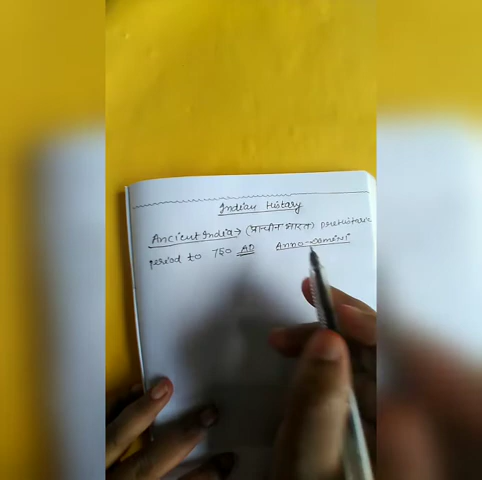 Indian History
Ancient India → (प्राचीन भारत) prehistoric
period to 750 AD Anno-Domini